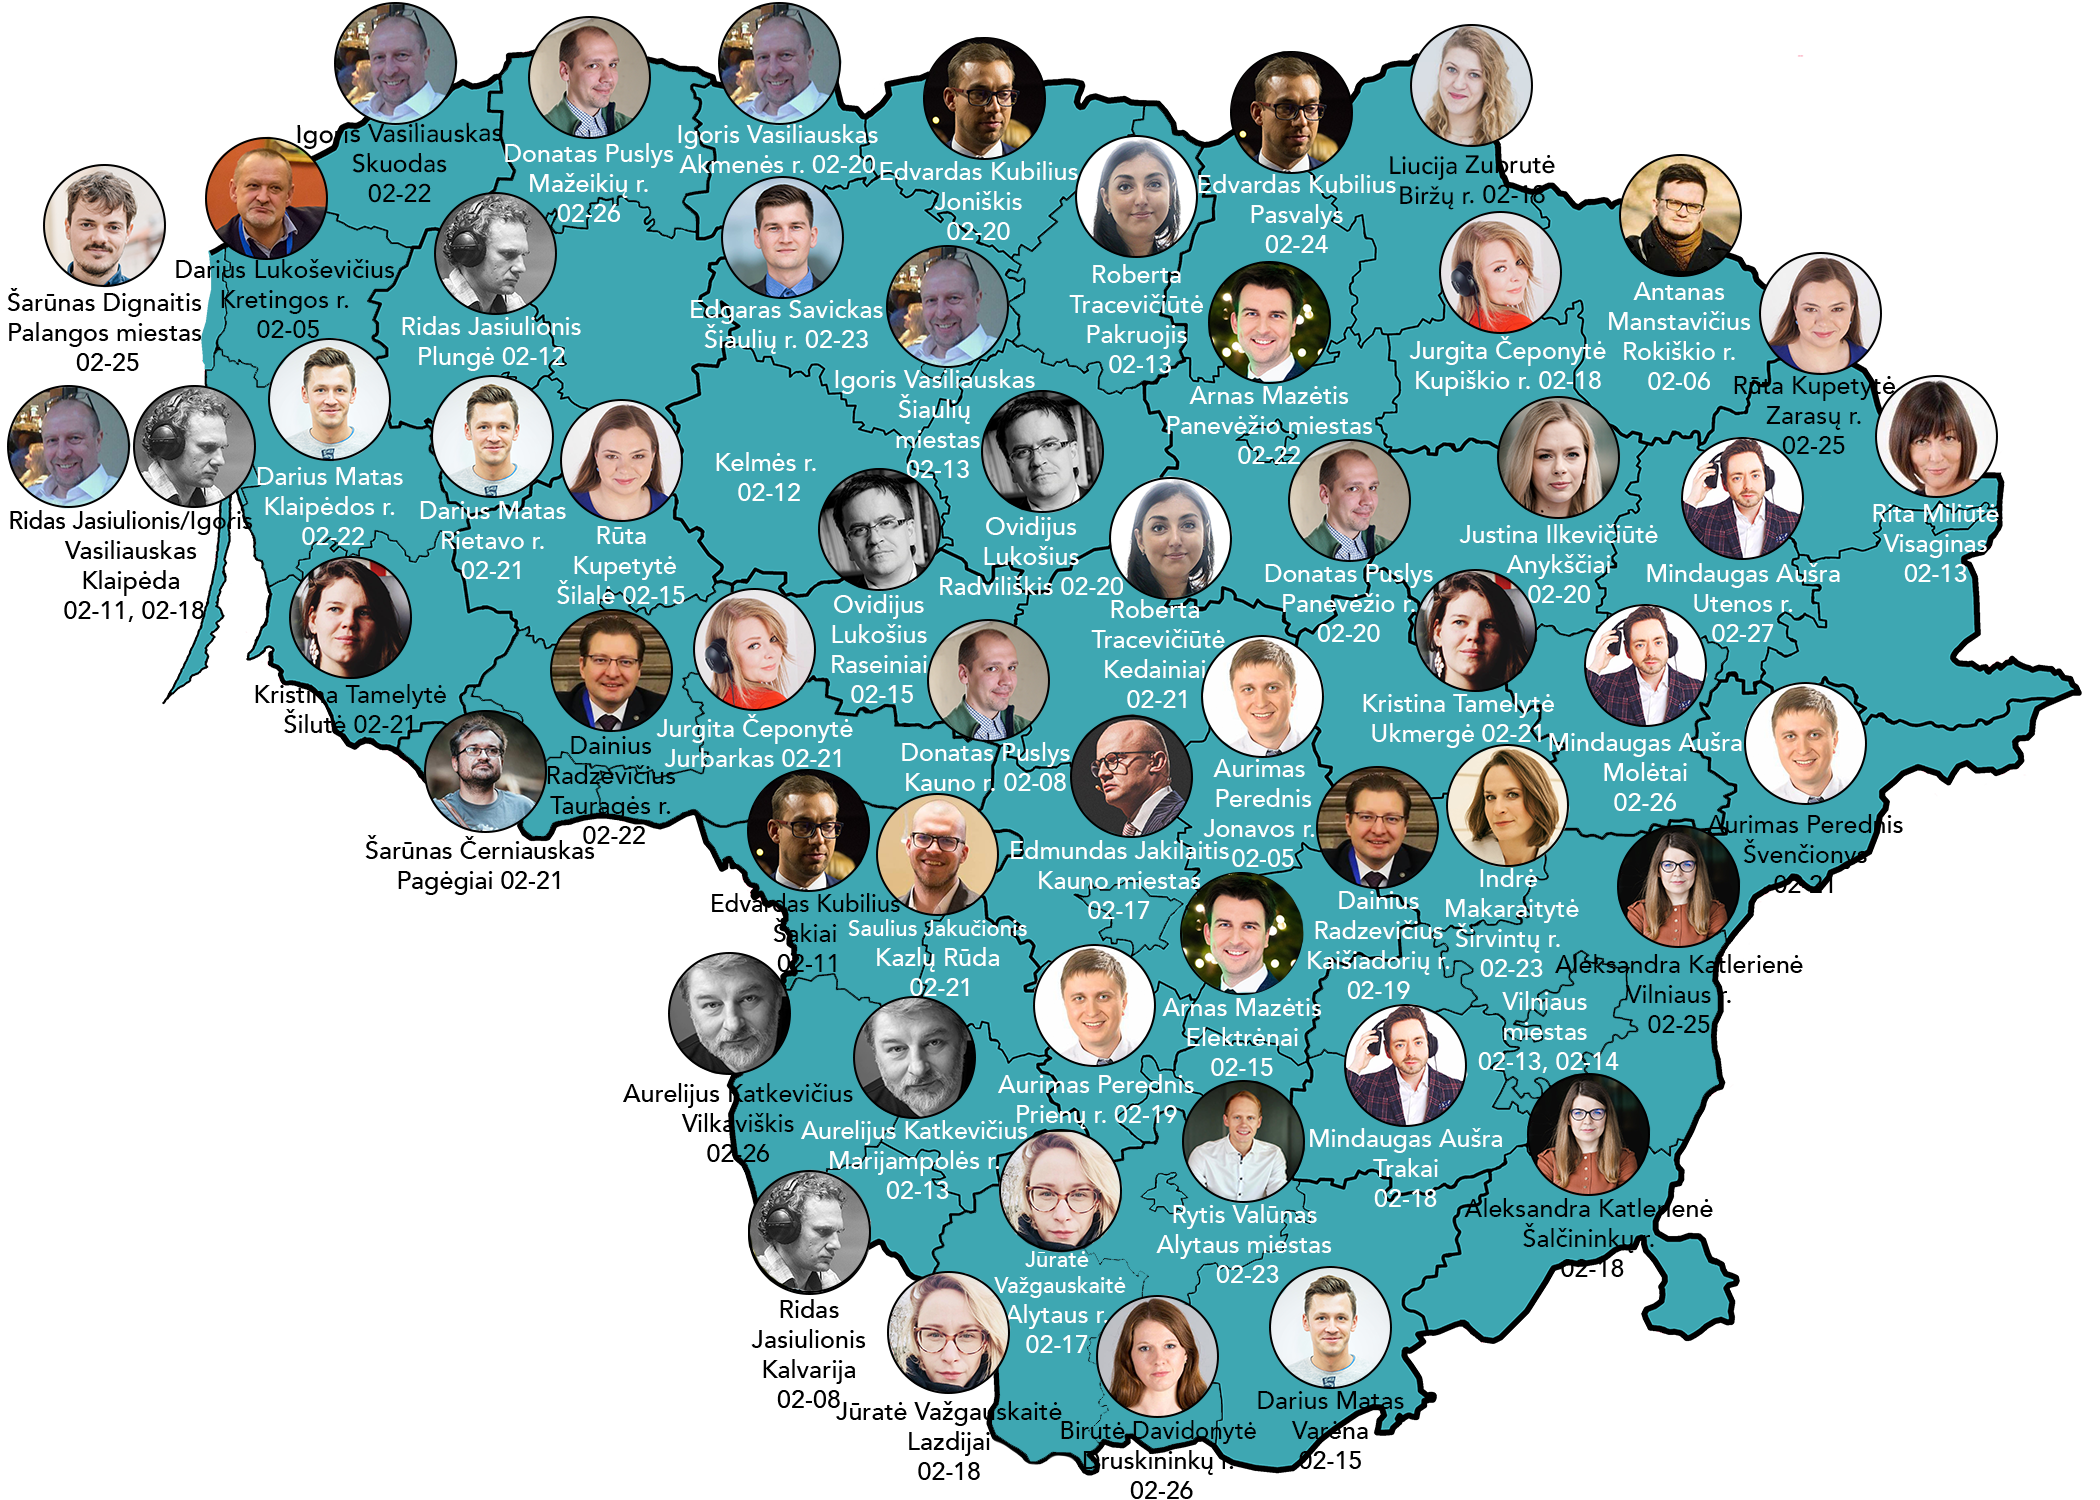 Igoris Vasiliauskas
Skuodas
02-22
Donatas Puslys
Mažeikių r.
02-26
Igoris Vasiliauskas
Akmenės r. 02-20
Edvardas Kubilius
Joniškis
02-20
Edvardas Kubilius
Pasvalys
02-24
Liucija Zubrutė
Biržų r. 02-18
Šarūnas Dignaitis
Palangos miestas
02-25
Darius Lukoševičius
Kretingos r.
02-05
Ridas Jasiulionis
Plungė 02-12
Edgaras Savickas
Šiaulių r. 02-23
Roberta
Tracevičiūtė
Pakruojis
02-13
Antanas
Manstavičius
Rokiškio r.
02-06
Jurgita Čeponytė
Kupiškio r. 02-18
Rūta Kupetytė
Zarasų r.
02-25
Igoris Vasiliauskas
Šiaulių
miestas
02-13
Arnas Mazėtis
Panevėžio miestas
02-22
Ridas Jasiulionis/Igoris
Vasiliauskas
Klaipėda
02-11, 02-18
Darius Matas
Klaipėdos r.
02-22
Darius Matas
Rietavo r.
02-21
Rūta
Kupetytė
Šilalė 02-15
Kelmės r.
02-12
Ovidijus
Lukošius
Radviliškis 02-20
Donatas Puslys
Panevėžio r.
02-20
Justina Ilkevičiūtė
Anykščiai
02-20
Mindaugas Aušra
Utenos r.
02-27
Rita Miliūtė
Visaginas
02-13
Ovidijus
Lukošius
Raseiniai
02-15
Roberta
Tracevičiūtė
Kedainiai
02-21
Kristina Tamelytė
Šilutė 02-21
Dainius
Radzevičius
Tauragės r.
02-22
Jurgita Čeponytė
Jurbarkas 02-21
Donatas Puslys
Kauno r. 02-08
Aurimas
Perednis
Jonavos r.
02-05
Kristina Tamelytė
Ukmergė 02-21
Mindaugas Aušra
Molėtai
02-26
Aurimas Perednis
Švenčionys
02-21
Šarūnas Černiauskas
Pagėgiai 02-21
Edvardas Kubilius
Šakiai
02-11
Saulius Jakučionis
Kazlų Rūda
02-21
Edmundas Jakilaitis
Kauno miestas
02-17
Dainius
Radzevičius
Kaišiadorių r.
02-19
Indrė
Makaraitytė
Širvintų r.
02-23
Aleksandra Katlerienė
Vilniaus r.
02-25
Vilniaus
miestas
02-13, 02-14
Arnas Mazėtis
Elektrėnai
02-15
Aurelijus Katkevičius
Vilkaviškis
02-26
Aurelijus Katkevičius
Marijampolės r.
02-13
Aurimas Perednis
Prienų r. 02-19
Mindaugas Aušra
Trakai
02-18
Aleksandra Katlerienė
Šalčininkų r.
02-18
Rytis Valūnas
Alytaus miestas
02-23
Jūratė
Važgauskaitė
Alytaus r.
02-17
Ridas
Jasiulionis
Kalvarija
02-08
Jūratė Važgauskaitė
Lazdijai
02-18
Birutė Davidonytė
Druskininkų r.
02-26
Darius Matas
Varėna
02-15